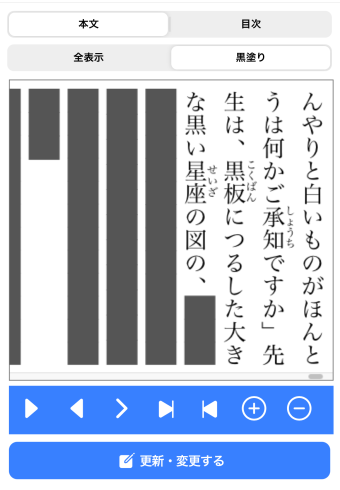 本文
目次
全表示
黒塗り
んやりと白いものがほんと
うは何かご承知ですか」先
しょうち
生は、黒板につるした大き
こくばん
な黒い星座の図の、
せいざ
更新・変更する